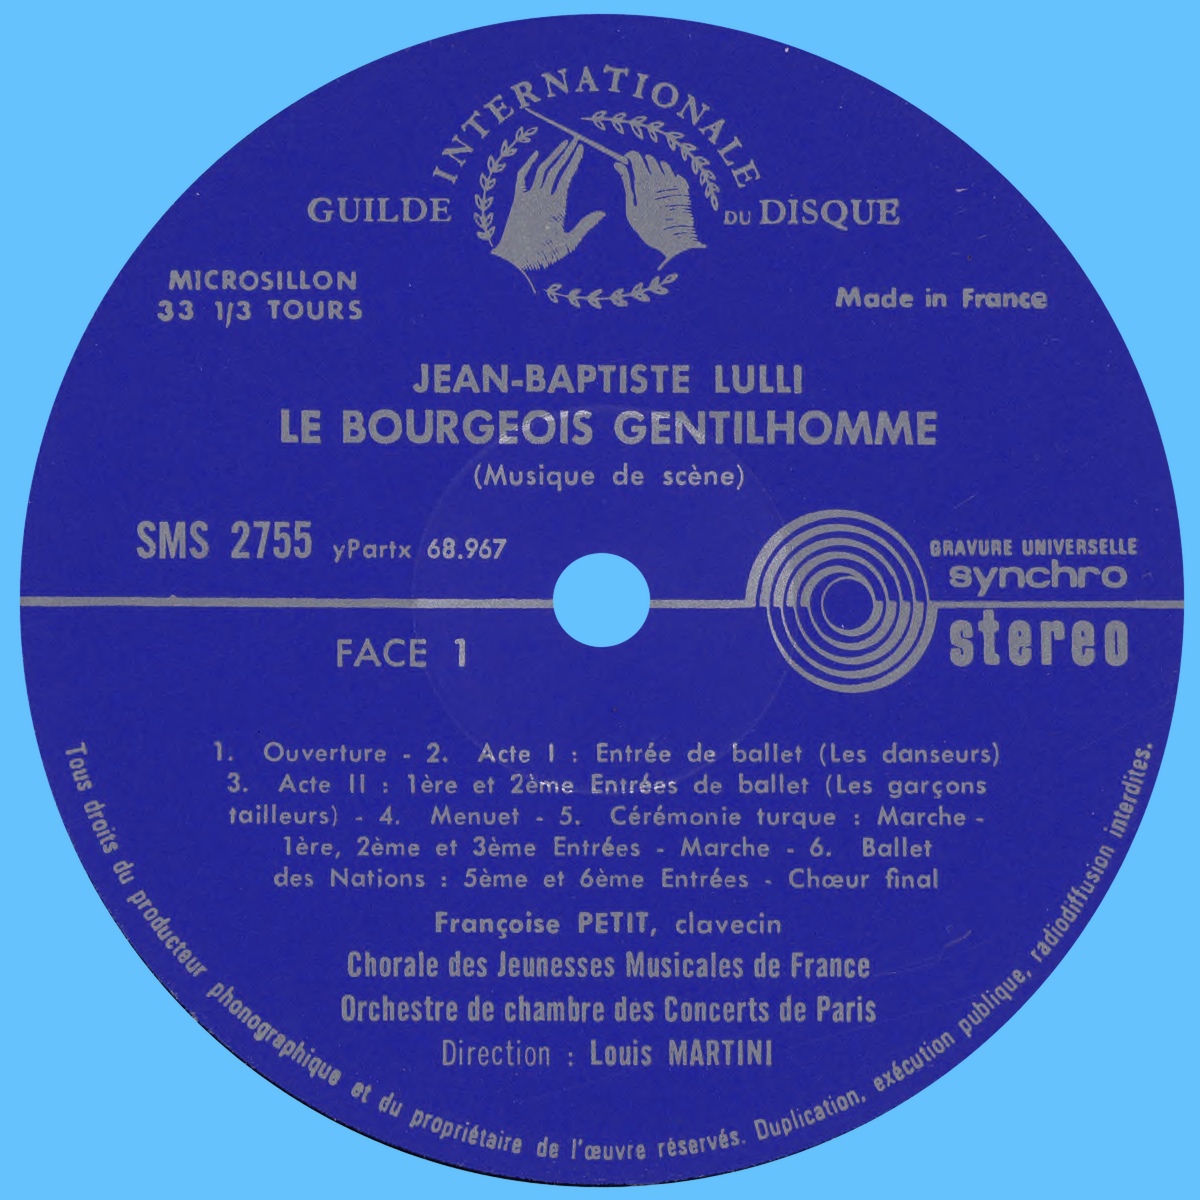 INTERNATIONALE
GUILDE DU DISQUE
MICROSILLON
33 1/3 TOURS
Made in France
JEAN-BAPTISTE LULLI
LE BOURGEOIS GENTILHOMME
(Musique de scène)
SMS 2755 yPartx 68.967
GRAVURE UNIVERSELLE
synchro
stereo
FACE 1
1. Ouverture - 2. Acte I : Entrée de ballet (Les danseurs)
3. Acte II : 1ère et 2ème Entrées de ballet (Les garçons
tailleurs) - 4. Menuet - 5. Cérémonie turque : Marche -
1ère, 2ème et 3ème Entrées - Marche - 6. Ballet
des Nations : 5ème et 6ème Entrées - Chœur final
Françoise PETIT, clavecin
Chorale des Jeunesses Musicales de France
Orchestre de chambre des Concerts de Paris
Direction : Louis MARTINI
Tous droits du producteur phonographique et du propriétaire de l'œuvre réservés. Duplication, exécution publique, radiodiffusion interdites.